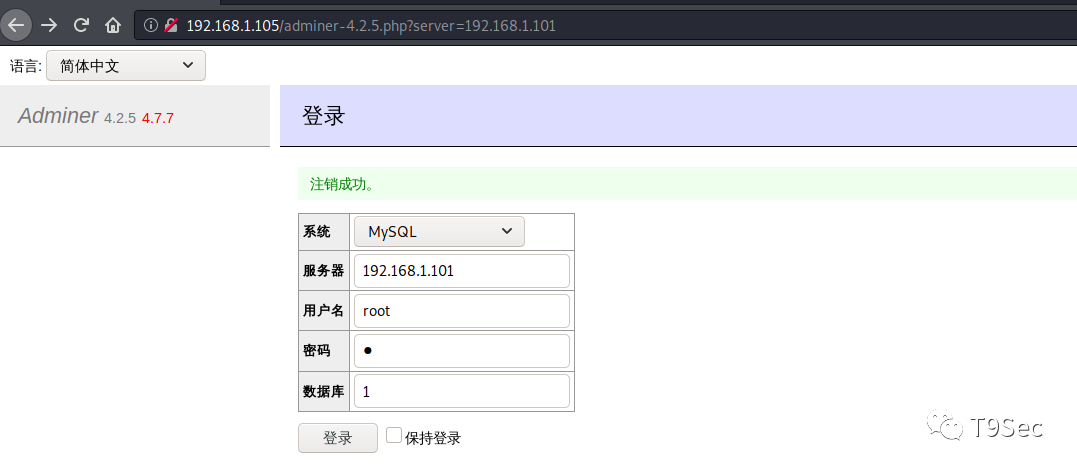 192.168.1.105/adminer-4.2.5.php?server=192.168.1.101
语言: 简体中文
Adminer 4.2.5 4.7.7
登录
注销成功。
系统 MySQL
服务器 192.168.1.101
用户名 root
密码 ●
数据库 1
登录 保持登录
T9Sec